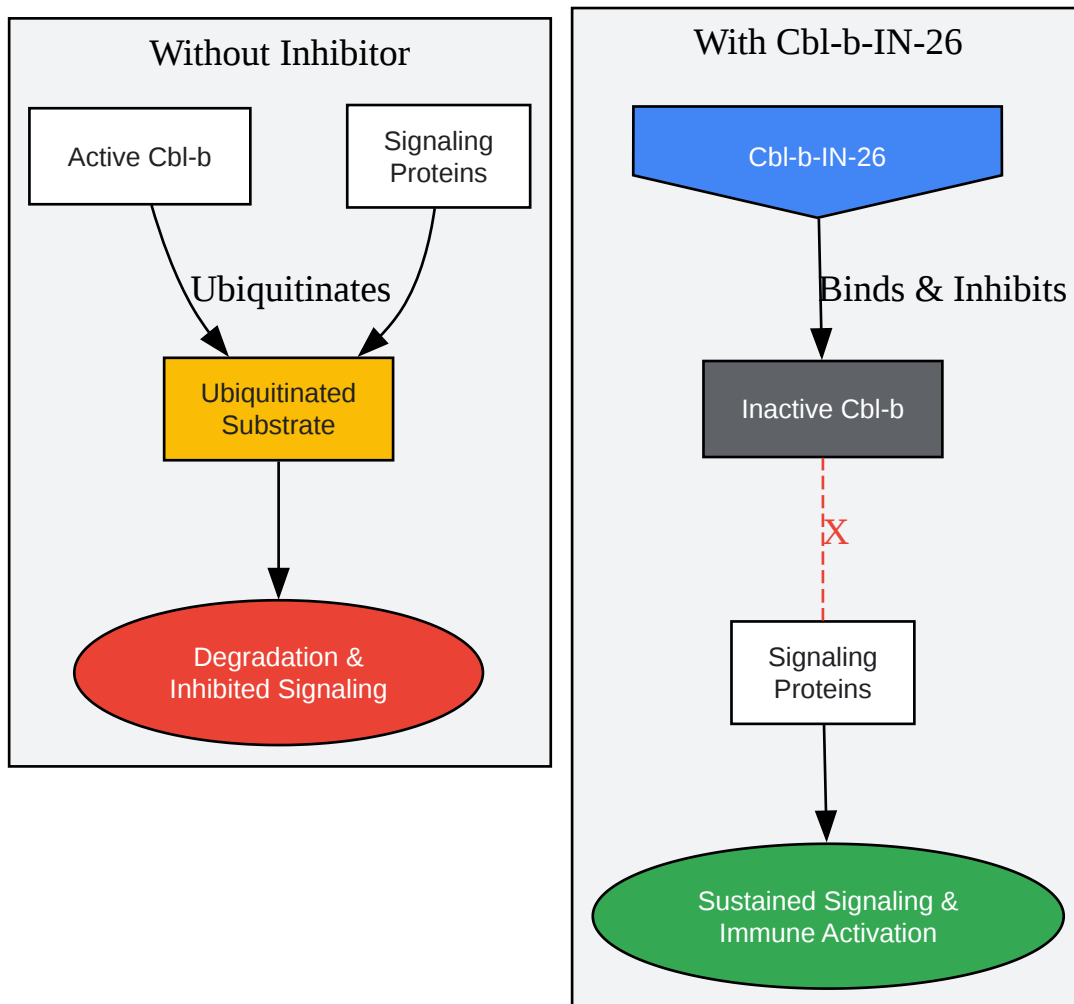 Without Inhibitor
Active Cbl-b
Signaling
Proteins
Ubiquitinates
Ubiquitinated
Substrate
Degradation &
Inhibited Signaling
With Cbl-b-IN-26
Cbl-b-IN-26
Binds & Inhibits
Inactive Cbl-b
X
Signaling
Proteins
Sustained Signaling &
Immune Activation